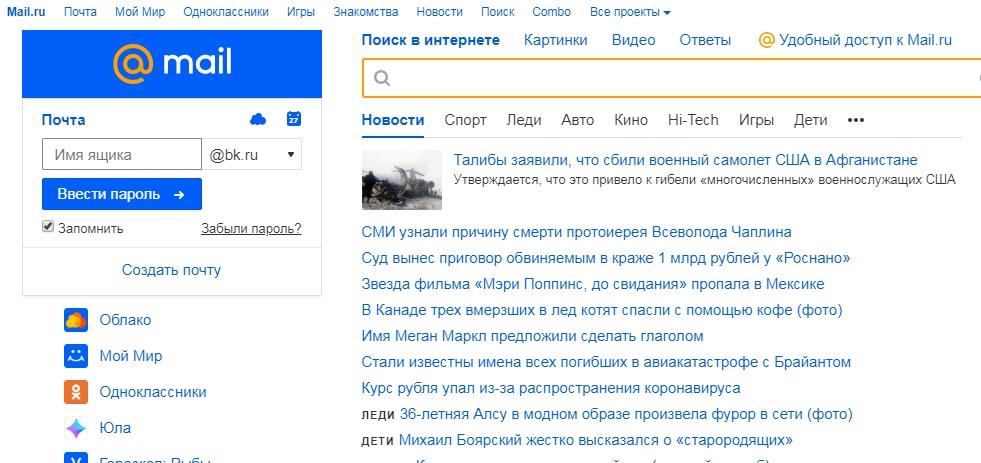 Mail.ru Почта Мой Мир Одноклассники Игры Знакомства Новости Поиск Combo Все проекты
@mail
Почта
27
Имя ящика @bk.ru
Ввести пароль →
Запомнить Забыли пароль?
Создать почту
Облако
Мой Мир
Одноклассники
Юла
Гороскоп: Рыбы
Поиск в интернете Картинки Видео Ответы @ Удобный доступ к Mail.ru
Новости Спорт Леди Авто Кино Hi-Tech Игры Дети •••
Талибы заявили, что сбили военный самолет США в Афганистане
Утверждается, что это привело к гибели «многочисленных» военнослужащих США
СМИ узнали причину смерти протоиерея Всеволода Чаплина
Суд вынес приговор обвиняемым в краже 1 млрд рублей у «Роснано»
Звезда фильма «Мэри Поппинс, до свидания» пропала в Мексике
В Канаде трех вмерзших в лед котят спасли с помощью кофе (фото)
Имя Меган Маркл предложили сделать глаголом
Стали известны имена всех погибших в авиакатастрофе с Брайантом
Курс рубля упал из-за распространения коронавируса
ЛЕДИ 36-летняя Алсу в модном образе произвела фурор в сети (фото)
ДЕТИ Михаил Боярский жестко высказался о «старородящих»